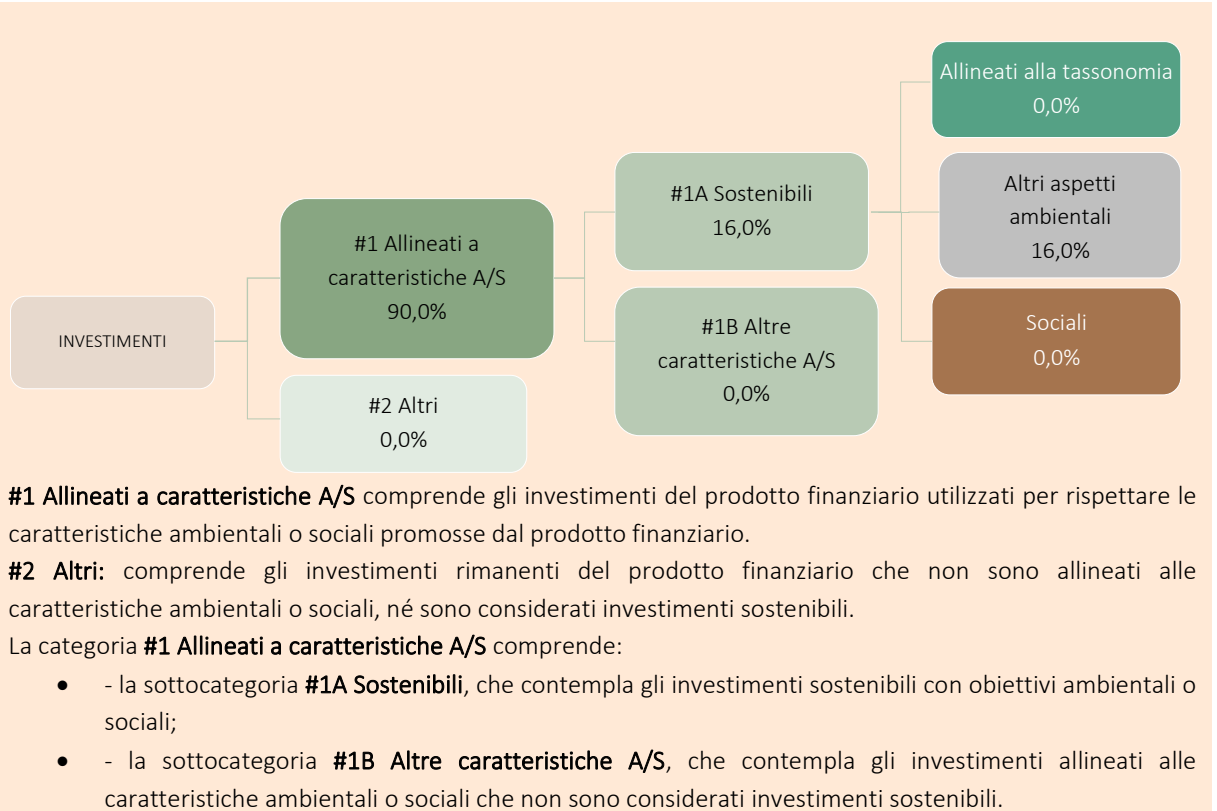 INVESTIMENTI
#1 Allineati a
caratteristiche A/S
90,0%
#2 Altri
0,0%
#1A Sostenibili
16,0%
#1B Altre
caratteristiche A/S
0,0%
Allineati alla tassonomia
0,0%
Altri aspetti
ambientali
16,0%
Sociali
0,0%
#1 Allineati a caratteristiche A/S comprende gli investimenti del prodotto finanziario utilizzati per rispettare le
caratteristiche ambientali o sociali promosse dal prodotto finanziario.
#2 Altri: comprende gli investimenti rimanenti del prodotto finanziario che non sono allineati alle
caratteristiche ambientali o sociali, né sono considerati investimenti sostenibili.
La categoria #1 Allineati a caratteristiche A/S comprende:
• - la sottocategoria #1A Sostenibili, che contempla gli investimenti sostenibili con obiettivi ambientali o
sociali;
• - la sottocategoria #1B Altre caratteristiche A/S, che contempla gli investimenti allineati alle
caratteristiche ambientali o sociali che non sono considerati investimenti sostenibili.